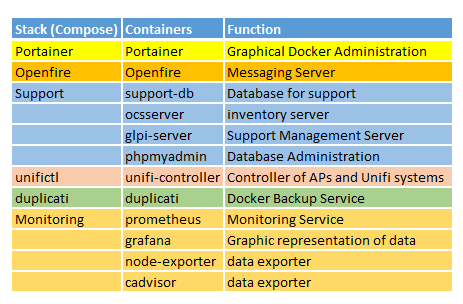 Stack (Compose) Containers Function
Portainer Portainer Graphical Docker Administration
Openfire Openfire Messaging Server
Support support-db Database for support
ocsserver inventory server
glpi-server Support Management Server
phpmyadmin Database Administration
unifictl unifi-controller Controller of APs and Unifi systems
duplicati duplicati Docker Backup Service
Monitoring prometheus Monitoring Service
grafana Graphic representation of data
node-exporter data exporter
cadvisor data exporter